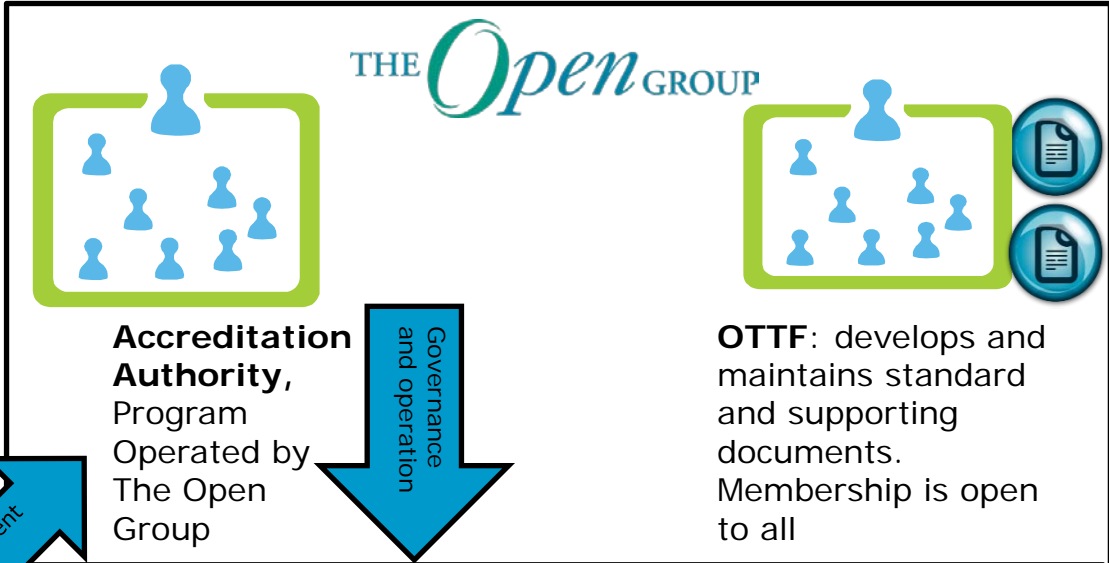 THE Open GROUP
Accreditation
Authority,
Program
Operated by
The Open
Group
Governance
and operation
OTTF: develops and
maintains standard
and supporting
documents.
Membership is open
to all